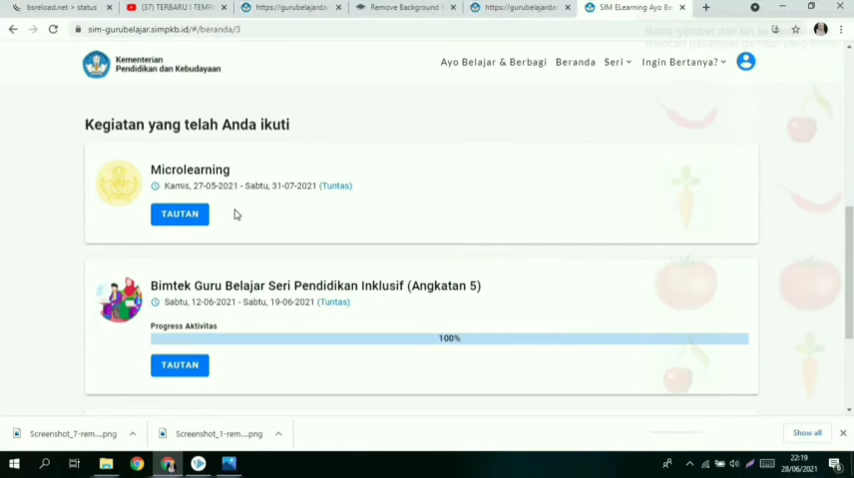 bsreload.net > status
(37) TERBARU ! TEMP
https://gurubelajardan
Remove Background
https://gurubelajarda
SIM ELearning Ayo Be
sim-gurubelajar.simpkb.id/#/beranda/3
Kementerian
Pendidikan dan Kebudayaan
Ayo Belajar & Berbagi Beranda Seri Ingin Bertanya?
Kegiatan yang telah Anda ikuti
Microlearning
Kamis, 27-05-2021 - Sabtu, 31-07-2021 (Tuntas)
TAUTAN
Bimtek Guru Belajar Seri Pendidikan Inklusif (Angkatan 5)
Sabtu, 12-06-2021 - Sabtu, 19-06-2021 (Tuntas)
Progress Aktivitas
100%
TAUTAN
Screenshot_7-rem....png
Screenshot_1-rem....png
Show all
22:19
28/06/2021